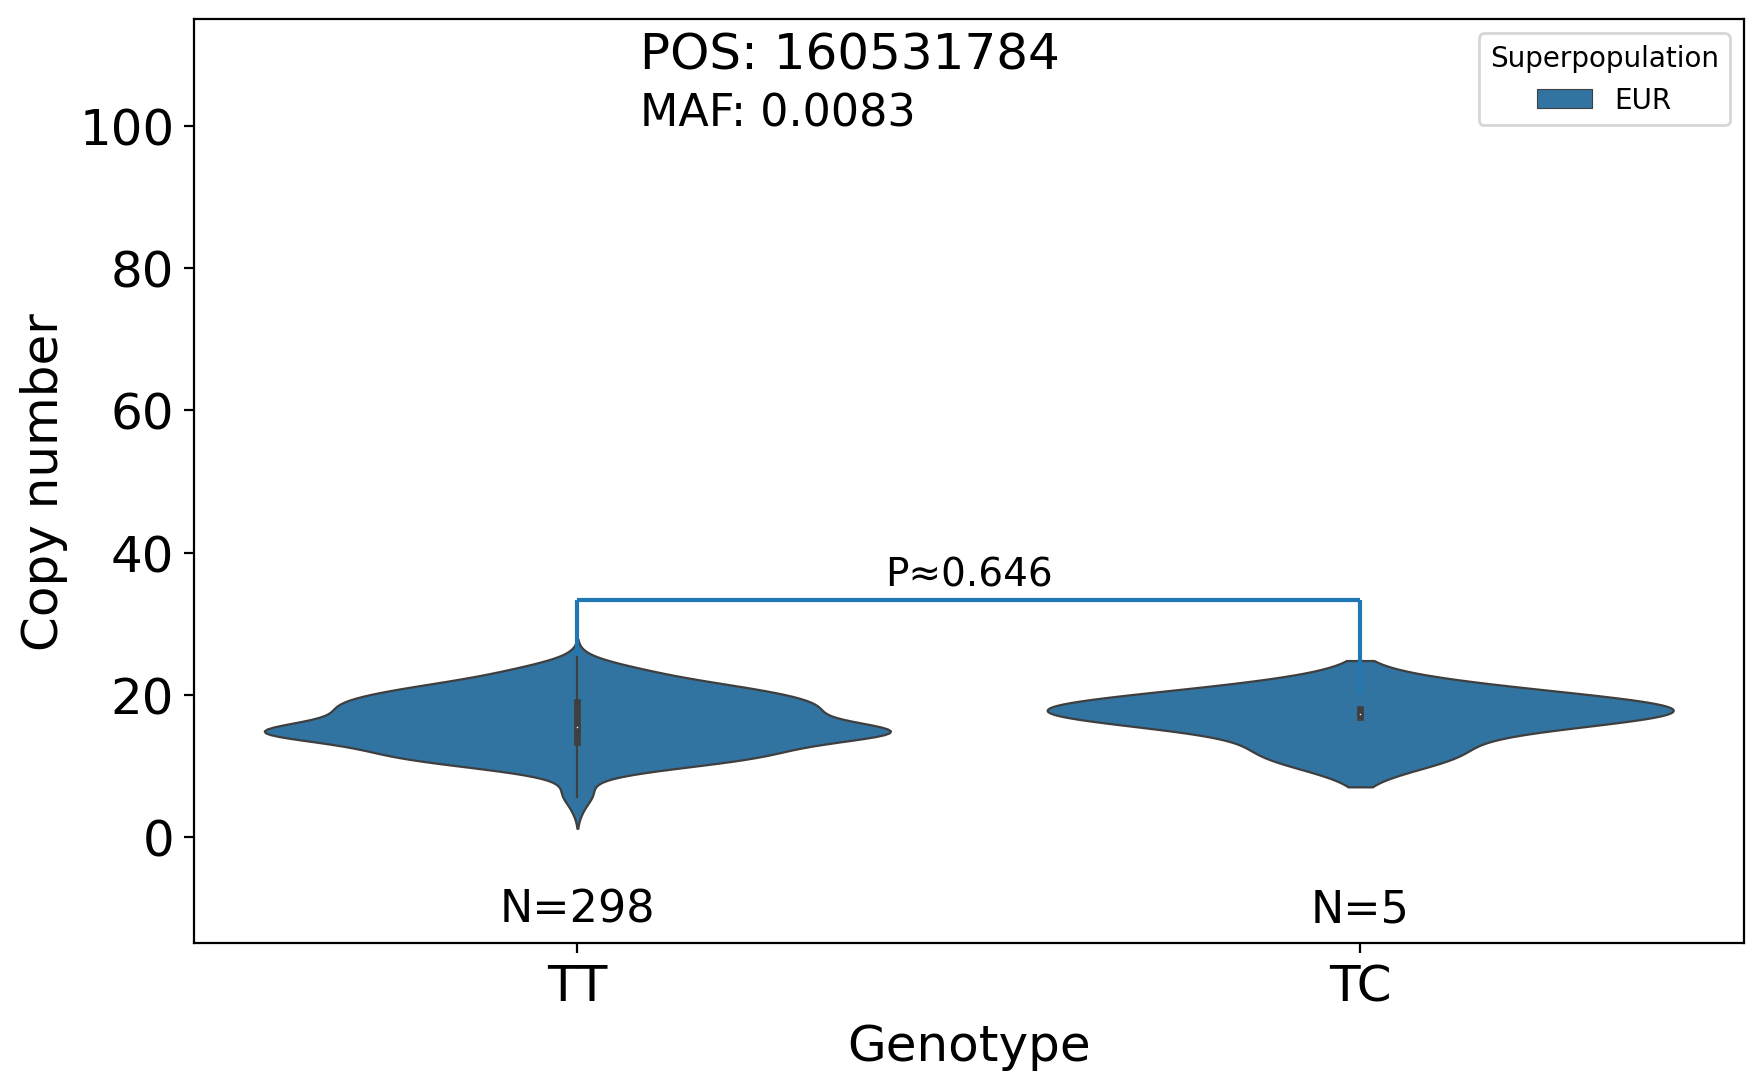 POS: 160531784
MAF: 0.0083
Superpopulation
EUR
100
80
60
40
20
0
Copy number
P≈0.646
N=298
N=5
TT
TC
Genotype